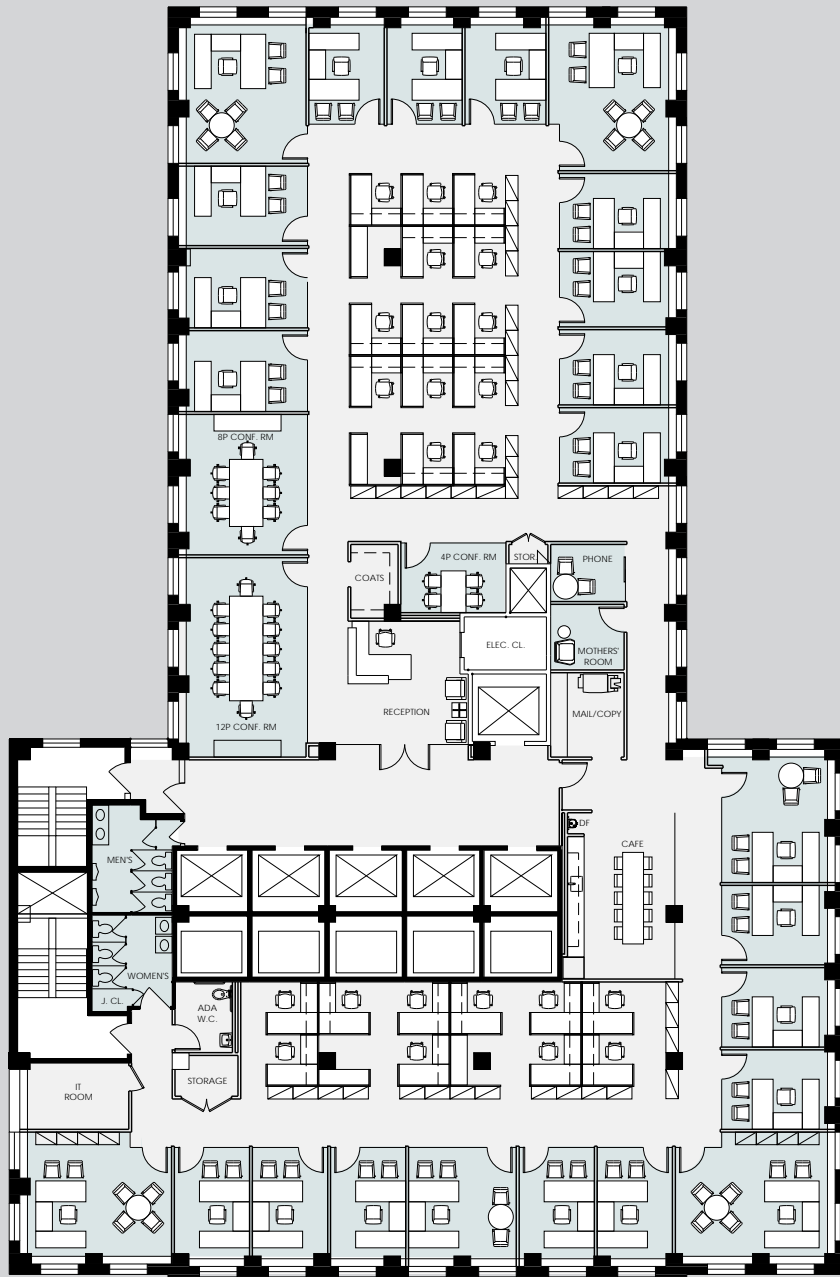 8P CONF. RM
4P CONF. RM
STOR.
PHONE
COATS
ELEC. CL.
MOTHERS'
ROOM
RECEPTION
MAIL/COPY
12P CONF. RM
DF
CAFE
MEN'S
WOMEN'S
J. CL.
ADA
W.C.
STORAGE
IT
ROOM